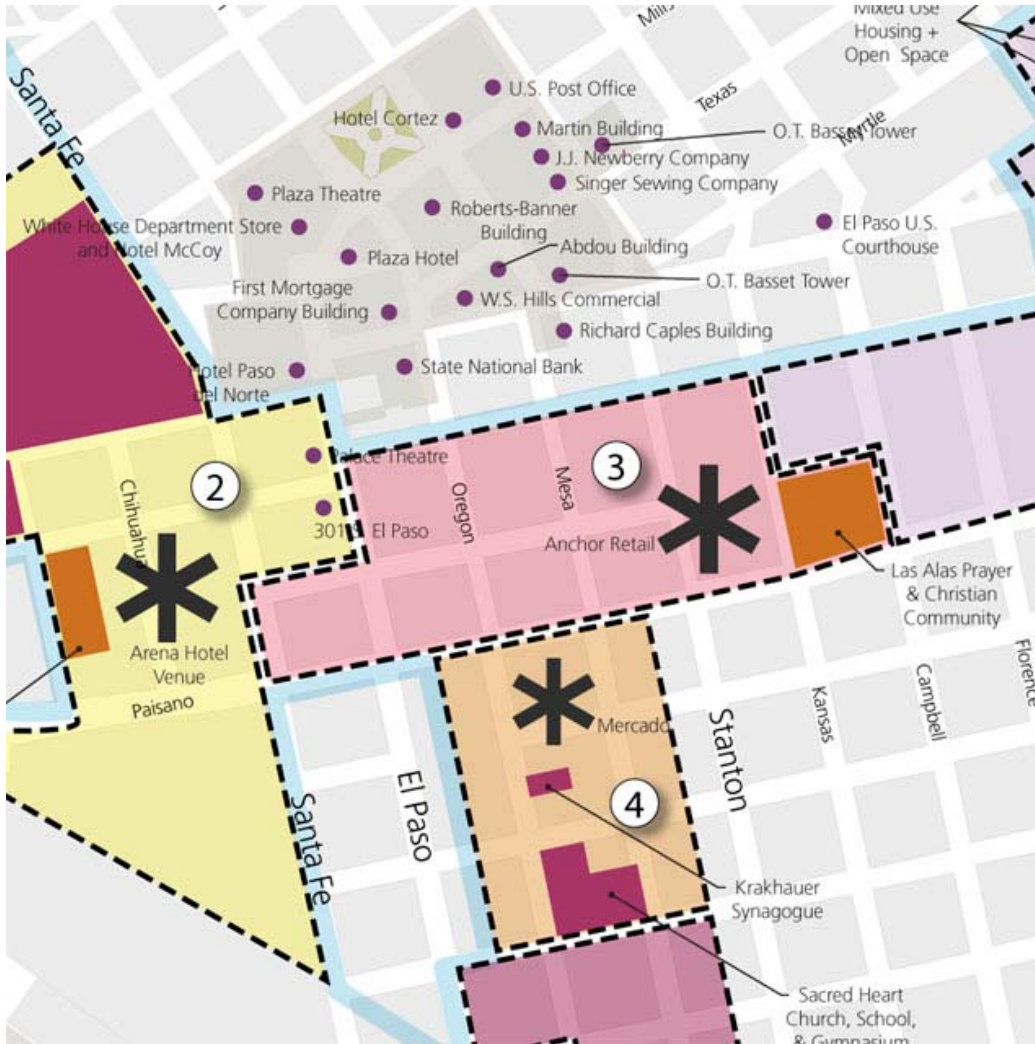 Mills
Mixed Use
Housing +
Open Space
Santa Fe
U.S. Post Office
Texas
Hotel Cortez
Martin Building
O.T. Basset Tower
Myrtle
J.J. Newberry Company
Singer Sewing Company
Plaza Theatre
Roberts-Banner
Building
White House Department Store
and Hotel McCoy
El Paso U.S.
Courthouse
Abdou Building
Plaza Hotel
O.T. Basset Tower
First Mortgage
Company Building
W.S. Hills Commercial
Richard Caples Building
Hotel Paso
del Norte
State National Bank
Palace Theatre
2
3
Chihuahua
Oregon
Mesa
301 S. El Paso
Anchor Retail
Las Alas Prayer
& Christian
Community
Arena Hotel
Venue
Paisano
Florence
Campbell
Kansas
Stanton
Mercado
El Paso
Santa Fe
4
Krakhauer
Synagogue
Sacred Heart
Church, School,
& Gymnasium